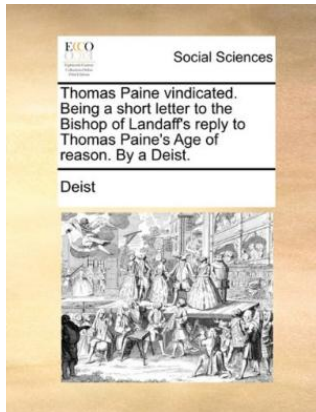 ECCO
Social Sciences
Thomas Paine vindicated.
Being a short letter to the
Bishop of Landaff's reply to
Thomas Paine's Age of
reason. By a Deist.
Deist